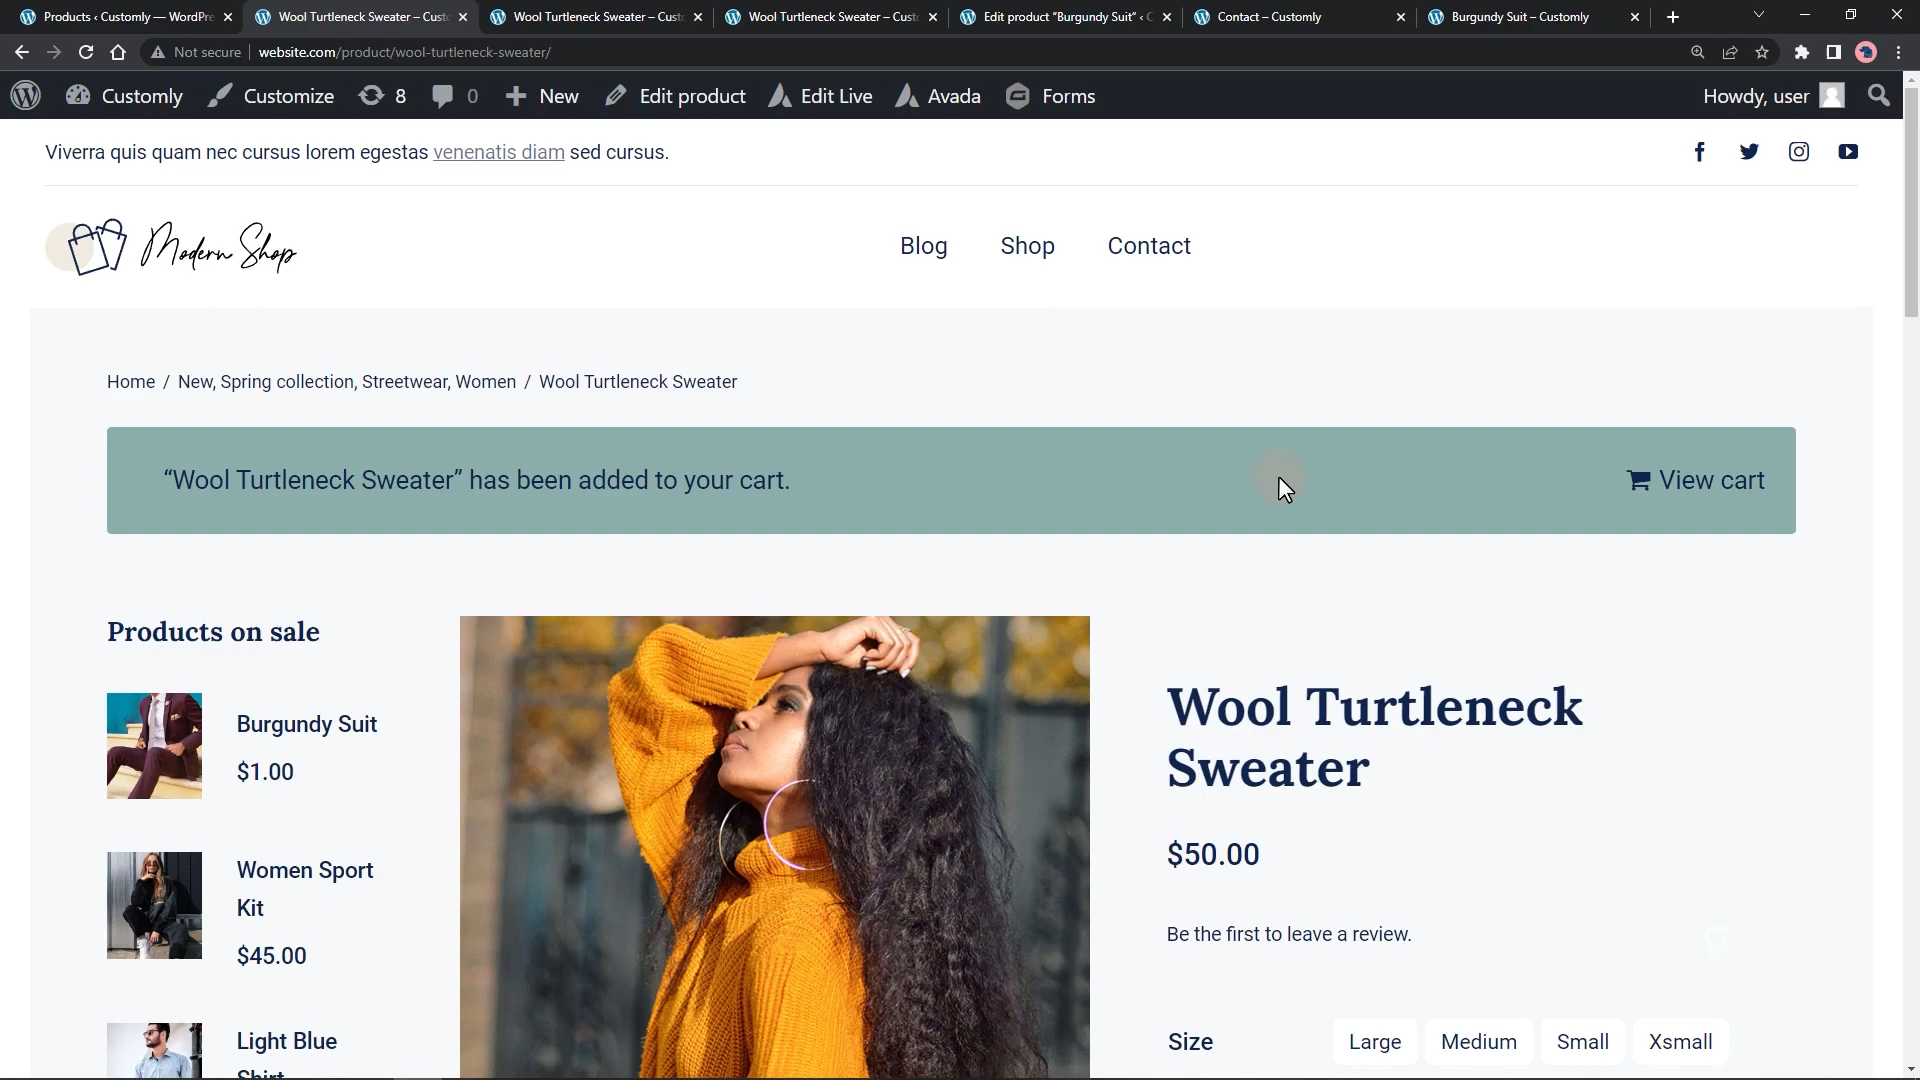 Products ‹ Customly — WordPre
Wool Turtleneck Sweater – Cust
Wool Turtleneck Sweater – Cust
Wool Turtleneck Sweater – Cust
Edit product "Burgundy Suit" ‹ C
Contact – Customly
Burgundy Suit – Customly
Not secure
website.com/product/wool-turtleneck-sweater/
Customly
Customize
8
0
New
Edit product
Edit Live
Avada
Forms
Howdy, user
Viverra quis quam nec cursus lorem egestas venenatis diam sed cursus.
Modern Shop
Blog
Shop
Contact
Home / New, Spring collection, Streetwear, Women / Wool Turtleneck Sweater
“Wool Turtleneck Sweater” has been added to your cart.
View cart
Products on sale
Burgundy Suit
$1.00
Women Sport
Kit
$45.00
Light Blue
Shirt
Wool Turtleneck
Sweater
$50.00
Be the first to leave a review.
Size
Large
Medium
Small
Xsmall